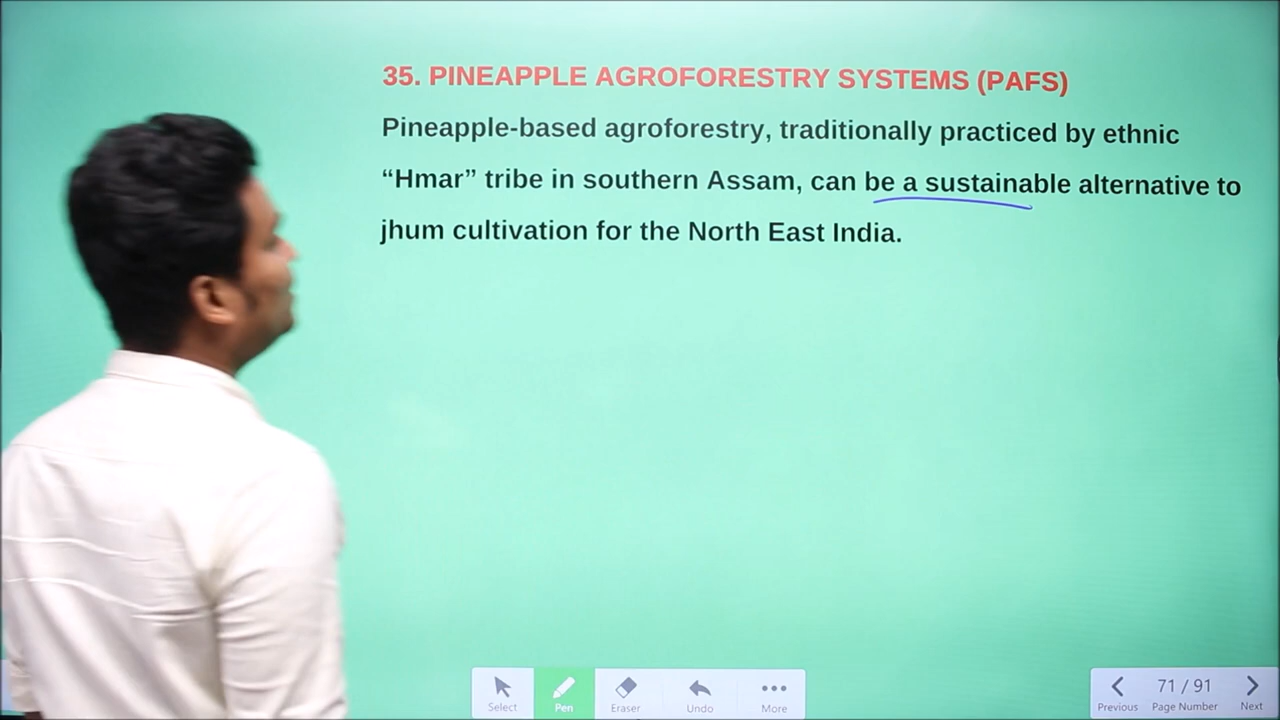 35. PINEAPPLE AGROFORESTRY SYSTEMS (PAFS)
Pineapple-based agroforestry, traditionally practiced by ethnic
“Hmar” tribe in southern Assam, can be a sustainable alternative to
jhum cultivation for the North East India.
Select
Pen
Eraser
Undo
More
Previous
71 / 91
Page Number
Next